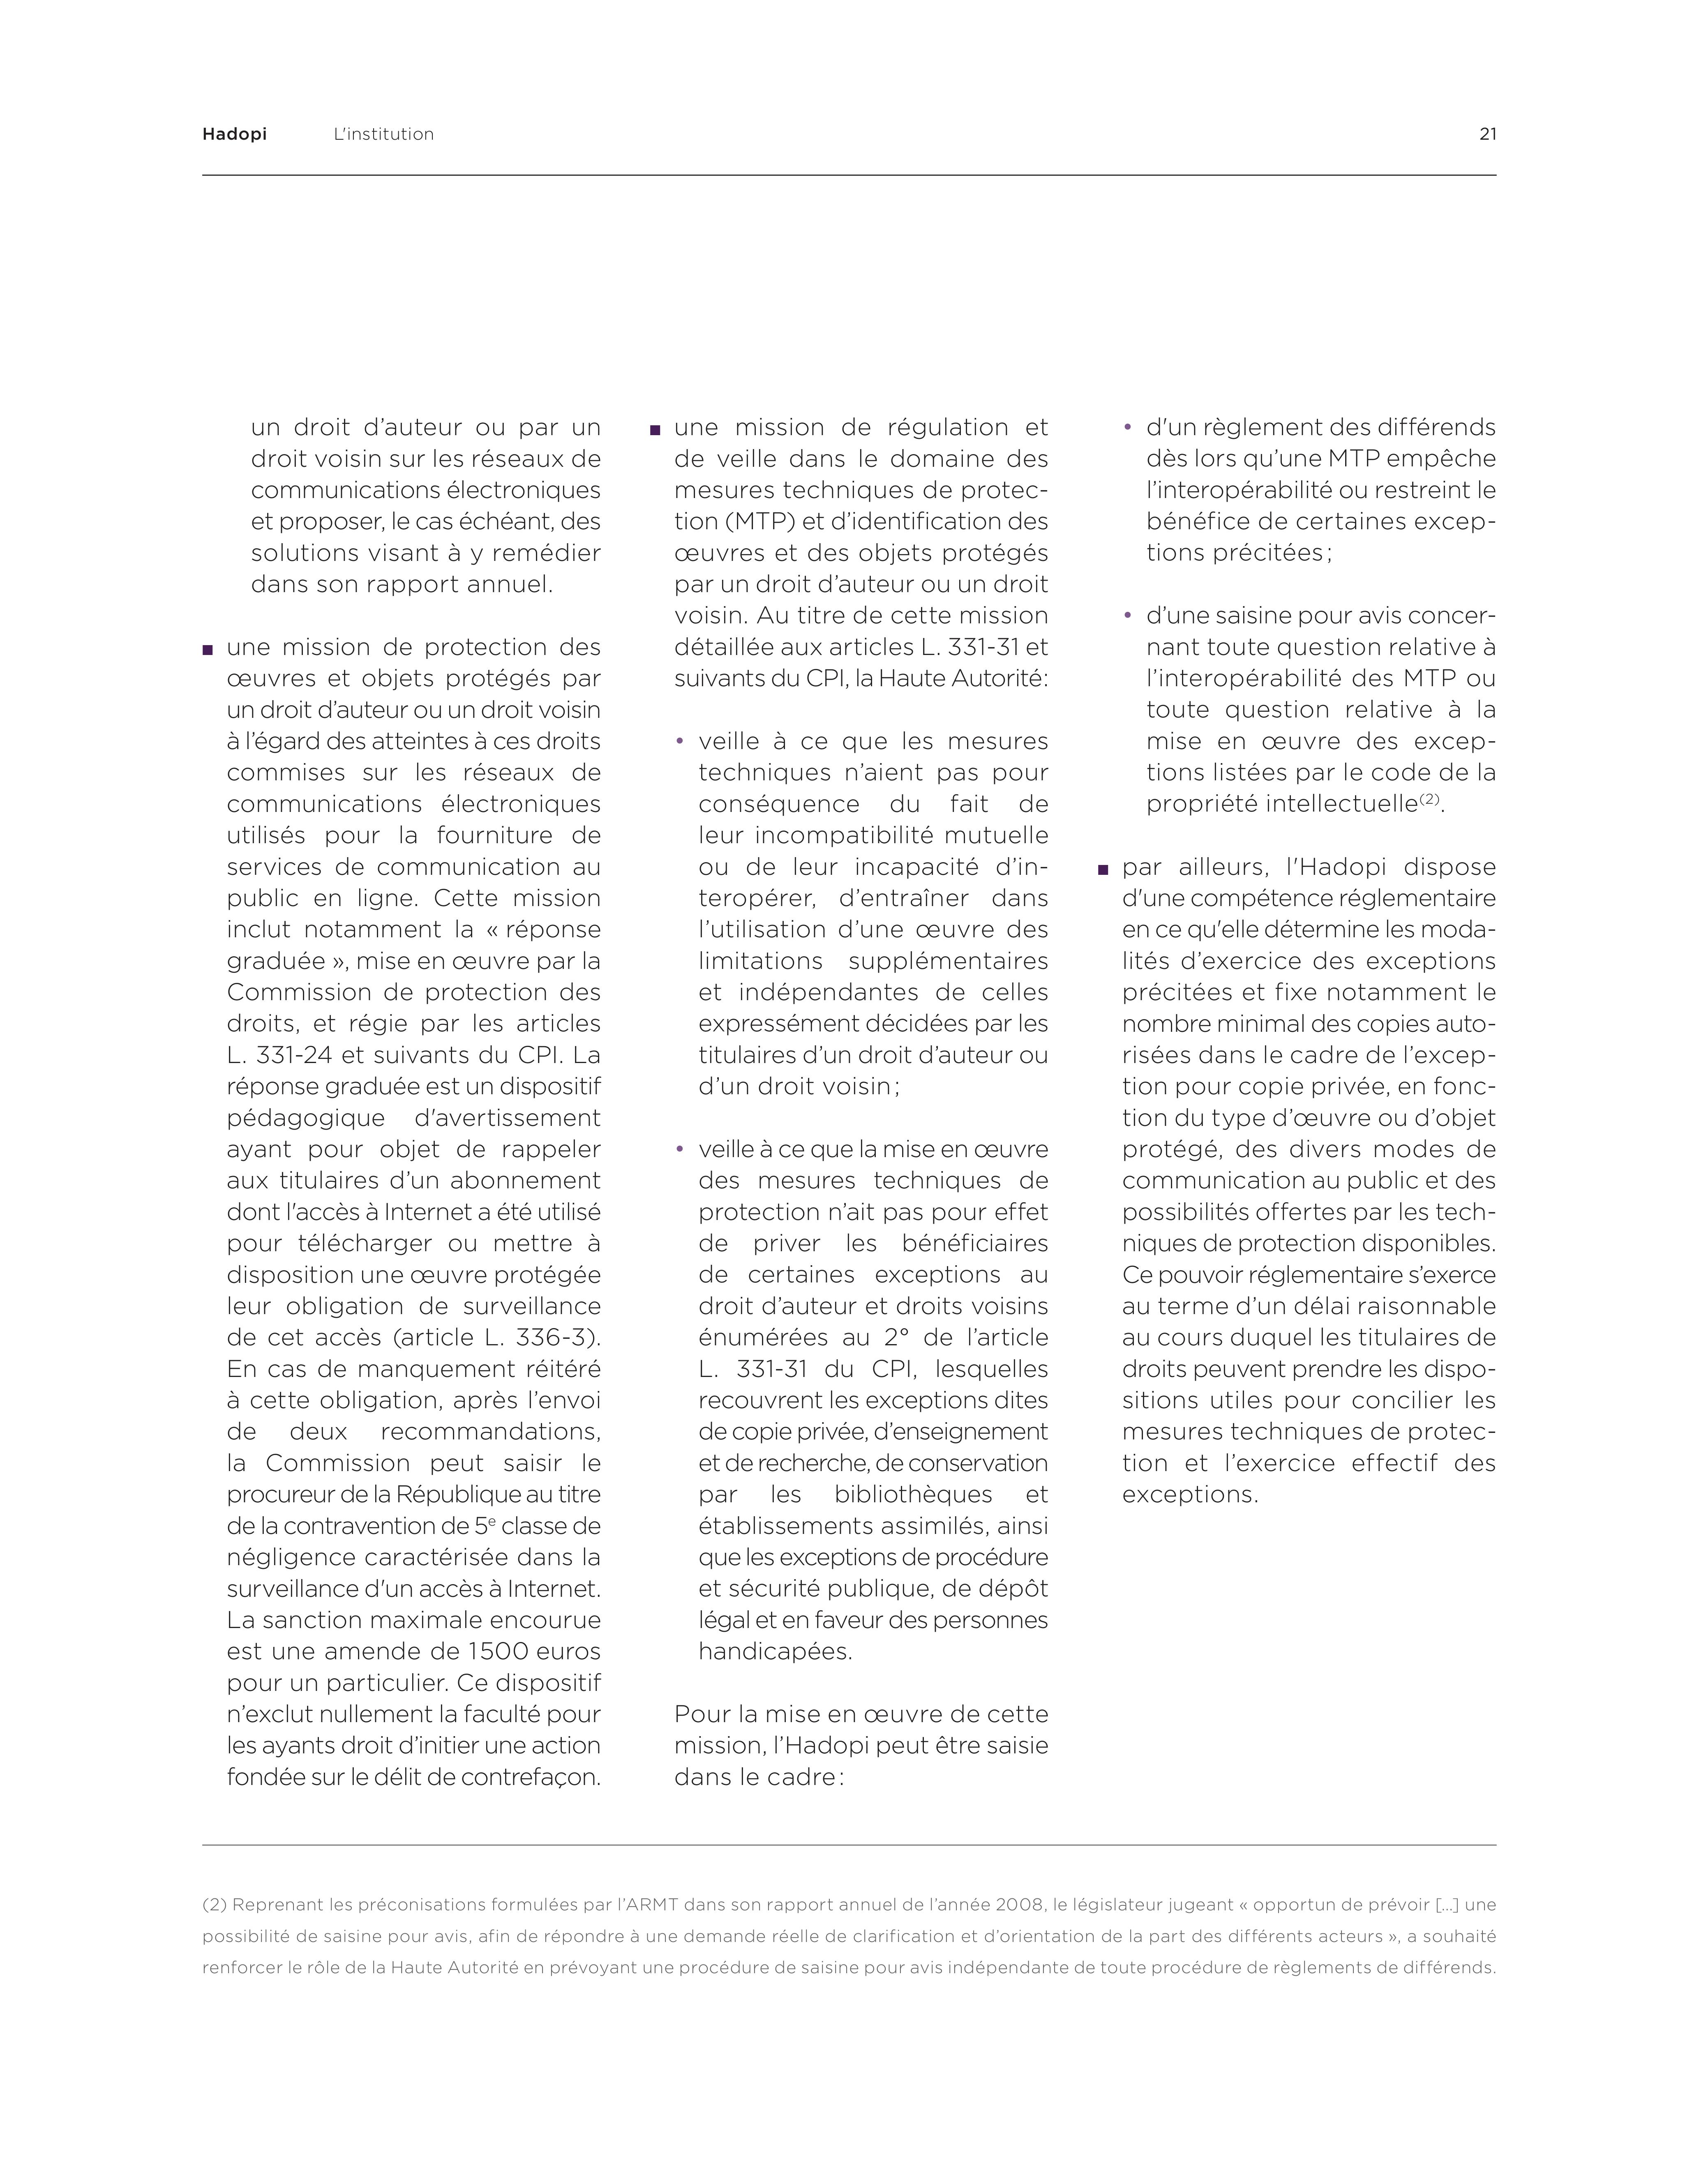 Hadopi L'institution 21
un droit d’auteur ou par un
droit voisin sur les réseaux de
communications électroniques
et proposer, le cas échéant, des
solutions visant à y remédier
dans son rapport annuel.
■ une mission de protection des
œuvres et objets protégés par
un droit d’auteur ou un droit voisin
à l’égard des atteintes à ces droits
commises sur les réseaux de
communications électroniques
utilisés pour la fourniture de
services de communication au
public en ligne. Cette mission
inclut notamment la « réponse
graduée », mise en œuvre par la
Commission de protection des
droits, et régie par les articles
L. 331-24 et suivants du CPI. La
réponse graduée est un dispositif
pédagogique d'avertissement
ayant pour objet de rappeler
aux titulaires d’un abonnement
dont l'accès à Internet a été utilisé
pour télécharger ou mettre à
disposition une œuvre protégée
leur obligation de surveillance
de cet accès (article L. 336-3).
En cas de manquement réitéré
à cette obligation, après l’envoi
de deux recommandations,
la Commission peut saisir le
procureur de la République au titre
de la contravention de 5e classe de
négligence caractérisée dans la
surveillance d'un accès à Internet.
La sanction maximale encourue
est une amende de 1500 euros
pour un particulier. Ce dispositif
n’exclut nullement la faculté pour
les ayants droit d’initier une action
fondée sur le délit de contrefaçon.
■ une mission de régulation et
de veille dans le domaine des
mesures techniques de protec-
tion (MTP) et d’identification des
œuvres et des objets protégés
par un droit d’auteur ou un droit
voisin. Au titre de cette mission
détaillée aux articles L. 331-31 et
suivants du CPI, la Haute Autorité:
• veille à ce que les mesures
techniques n’aient pas pour
conséquence du fait de
leur incompatibilité mutuelle
ou de leur incapacité d’in-
teropérer, d’entraîner dans
l’utilisation d’une œuvre des
limitations supplémentaires
et indépendantes de celles
expressément décidées par les
titulaires d’un droit d’auteur ou
d’un droit voisin ;
• veille à ce que la mise en œuvre
des mesures techniques de
protection n’ait pas pour effet
de priver les bénéficiaires
de certaines exceptions au
droit d’auteur et droits voisins
énumérées au 2° de l’article
L. 331-31 du CPI, lesquelles
recouvrent les exceptions dites
de copie privée, d’enseignement
et de recherche, de conservation
par les bibliothèques et
établissements assimilés, ainsi
que les exceptions de procédure
et sécurité publique, de dépôt
légal et en faveur des personnes
handicapées.
Pour la mise en œuvre de cette
mission, l’Hadopi peut être saisie
dans le cadre :
• d'un règlement des différends
dès lors qu’une MTP empêche
l’interopérabilité ou restreint le
bénéfice de certaines excep-
tions précitées ;
• d’une saisine pour avis concer-
nant toute question relative à
l’interopérabilité des MTP ou
toute question relative à la
mise en œuvre des excep-
tions listées par le code de la
propriété intellectuelle(2).
■ par ailleurs, l'Hadopi dispose
d'une compétence réglementaire
en ce qu'elle détermine les moda-
lités d’exercice des exceptions
précitées et fixe notamment le
nombre minimal des copies auto-
risées dans le cadre de l’excep-
tion pour copie privée, en fonc-
tion du type d’œuvre ou d’objet
protégé, des divers modes de
communication au public et des
possibilités offertes par les tech-
niques de protection disponibles.
Ce pouvoir réglementaire s’exerce
au terme d’un délai raisonnable
au cours duquel les titulaires de
droits peuvent prendre les dispo-
sitions utiles pour concilier les
mesures techniques de protec-
tion et l’exercice effectif des
exceptions.
(2) Reprenant les préconisations formulées par l’ARMT dans son rapport annuel de l’année 2008, le législateur jugeant « opportun de prévoir [...] une
possibilité de saisine pour avis, afin de répondre à une demande réelle de clarification et d’orientation de la part des différents acteurs », a souhaité
renforcer le rôle de la Haute Autorité en prévoyant une procédure de saisine pour avis indépendante de toute procédure de règlements de différends.